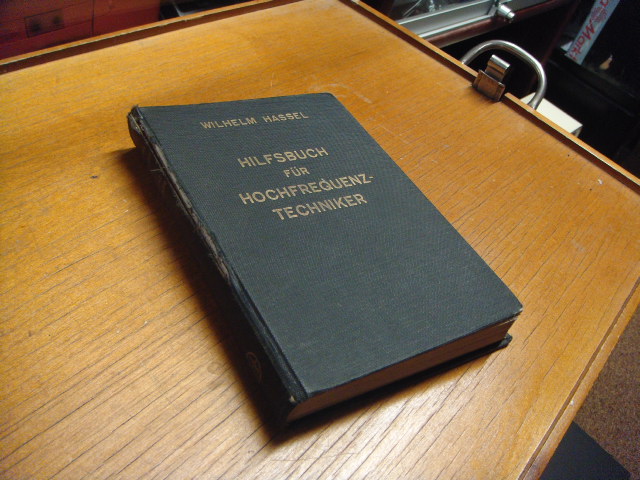 WILHELM HASSEL
HILFSBUCH
FÜR
HOCHFREQUENZ-
TECHNIKER